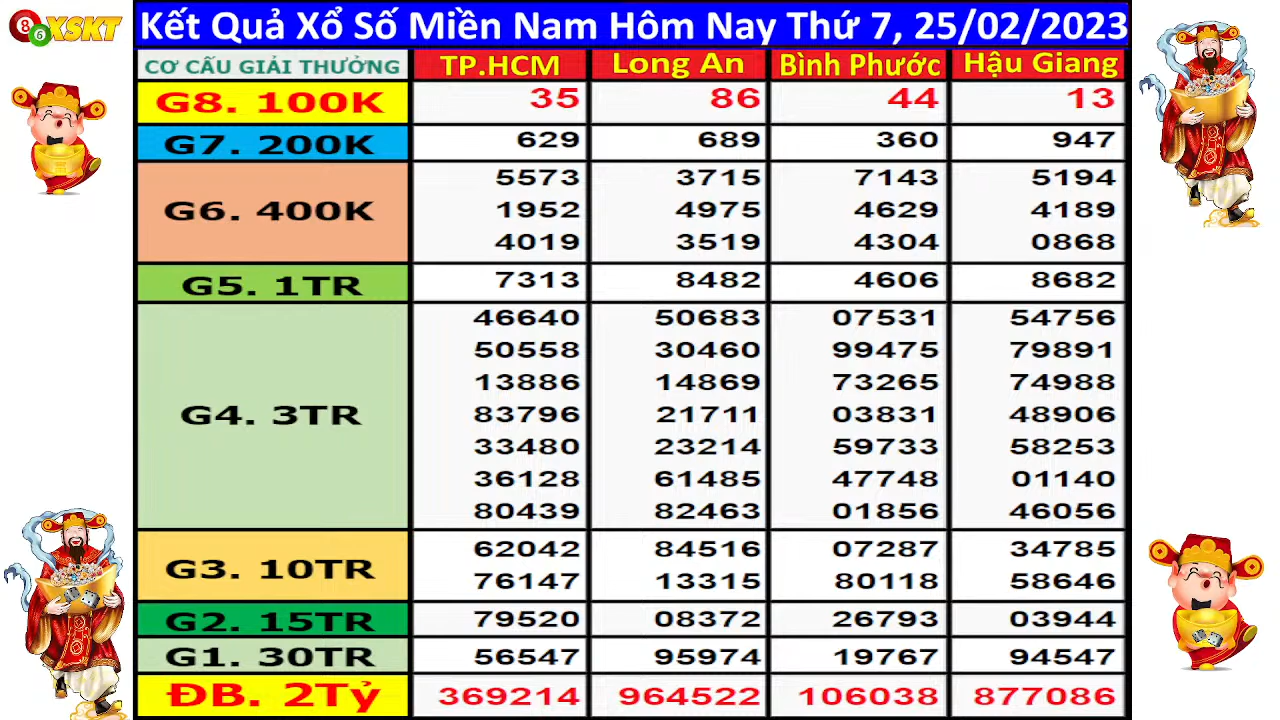 8 6 XSKT
Kết Quả Xổ Số Miền Nam Hôm Nay Thứ 7, 25/02/2023
CƠ CẤU GIẢI THƯỞNG TP.HCM Long An Bình Phước Hậu Giang
G8. 100K 35 86 44 13
G7. 200K 629 689 360 947
5573 3715 7143 5194
G6. 400K 1952 4975 4629 4189
4019 3519 4304 0868
G5. 1TR 7313 8482 4606 8682
46640 50683 07531 54756
50558 30460 99475 79891
13886 14869 73265 74988
G4. 3TR 83796 21711 03831 48906
33480 23214 59733 58253
36128 61485 47748 01140
80439 82463 01856 46056
62042 84516 07287 34785
G3. 10TR 76147 13315 80118 58646
G2. 15TR 79520 08372 26793 03944
G1. 30TR 56547 95974 19767 94547
ĐB. 2Tỷ 369214 964522 106038 877086